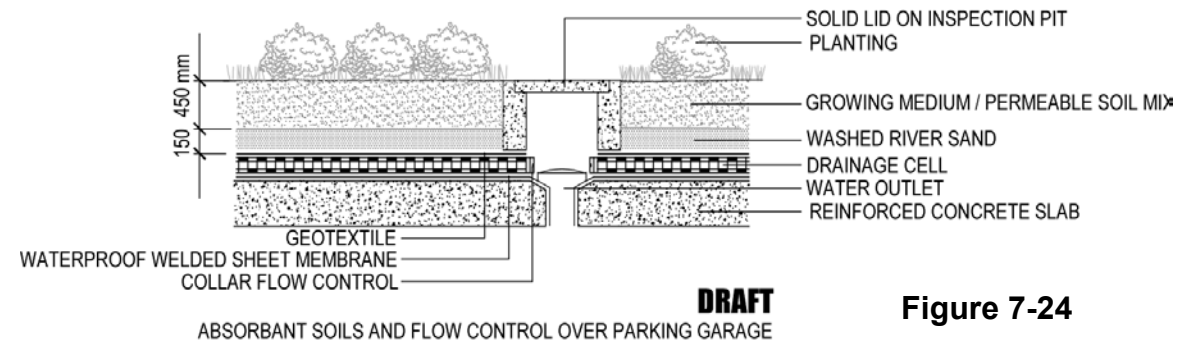 SOLID LID ON INSPECTION PIT
PLANTING
450 mm
150
GROWING MEDIUM / PERMEABLE SOIL MIX
WASHED RIVER SAND
DRAINAGE CELL
WATER OUTLET
REINFORCED CONCRETE SLAB
GEOTEXTILE
WATERPROOF WELDED SHEET MEMBRANE
COLLAR FLOW CONTROL
DRAFT
Figure 7-24
ABSORBANT SOILS AND FLOW CONTROL OVER PARKING GARAGE